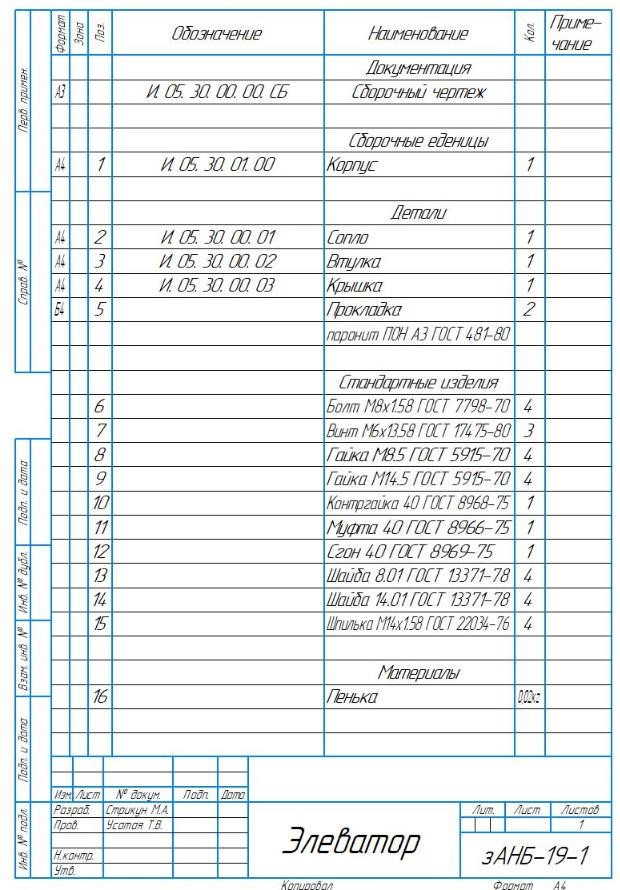 Формат Зона Поз. Обозначение Наименование Кол. Приме-
чание
Документация
А3 И. 05. 30. 00. 00. СБ Сборочный чертеж
Сборочные еденицы
А4 1 И. 05. 30. 01. 00 Корпус 1
Детали
А4 2 И. 05. 30. 00. 01 Сопло 1
А4 3 И. 05. 30. 00. 02 Втулка 1
А4 4 И. 05. 30. 00. 03 Крышка 1
Б4 5 Прокладка 2
паронит ПОН А3 ГОСТ 481-80
Стандартные изделия
6 Болт М8х1.58 ГОСТ 7798-70 4
7 Винт М6х13.58 ГОСТ 17475-80 3
8 Гайка М8.5 ГОСТ 5915-70 4
9 Гайка М14.5 ГОСТ 5915-70 4
10 Контргайка 40 ГОСТ 8968-75 1
11 Муфта 40 ГОСТ 8966-75 1
12 Сгон 40 ГОСТ 8969-75 1
13 Шайба 8.01 ГОСТ 13371-78 4
14 Шайба 14.01 ГОСТ 13371-78 4
15 Шпилька М14х1.58 ГОСТ 22034-76 4
Материалы
16 Пенька 0,02кг
Перв. примен.
Справ. №
Подп. и дата
Инв. № дубл.
Взам. инв. №
Подп. и дата
Инв. № подл.
Изм. Лист № докум. Подп. Дата
Разраб. Стрикун М.А.
Пров. Усатая Т.В.
Н.контр.
Утв.
Элеватор
Лит. Лист Листов
1
зАНБ-19-1
Копировал Формат А4